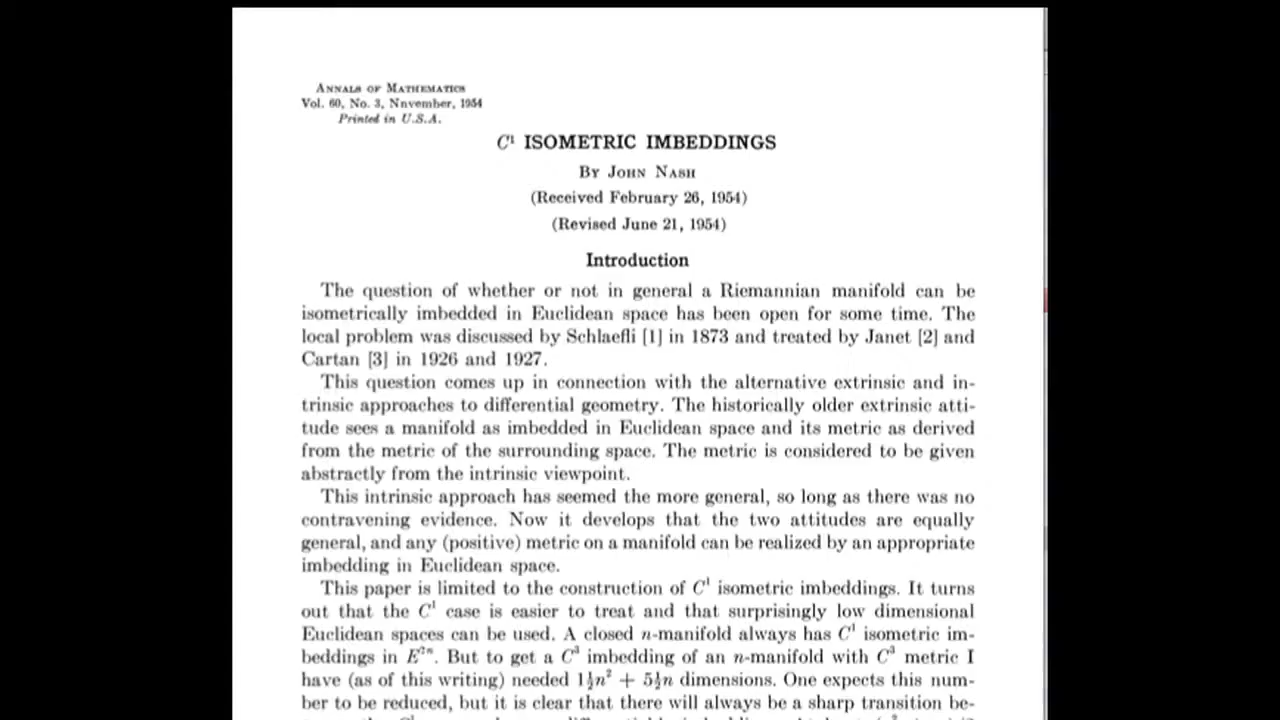 ANNALS OF MATHEMATICS
Vol. 60, No. 3, November, 1954
Printed in U.S.A.
C¹ ISOMETRIC IMBEDDINGS
BY JOHN NASH
(Received February 26, 1954)
(Revised June 21, 1954)
Introduction
The question of whether or not in general a Riemannian manifold can be
isometrically imbedded in Euclidean space has been open for some time. The
local problem was discussed by Schlaefli [1] in 1873 and treated by Janet [2] and
Cartan [3] in 1926 and 1927.
This question comes up in connection with the alternative extrinsic and in-
trinsic approaches to differential geometry. The historically older extrinsic atti-
tude sees a manifold as imbedded in Euclidean space and its metric as derived
from the metric of the surrounding space. The metric is considered to be given
abstractly from the intrinsic viewpoint.
This intrinsic approach has seemed the more general, so long as there was no
contravening evidence. Now it develops that the two attitudes are equally
general, and any (positive) metric on a manifold can be realized by an appropriate
imbedding in Euclidean space.
This paper is limited to the construction of C¹ isometric imbeddings. It turns
out that the C¹ case is easier to treat and that surprisingly low dimensional
Euclidean spaces can be used. A closed n-manifold always has C¹ isometric im-
beddings in E²ⁿ. But to get a C³ imbedding of an n-manifold with C³ metric I
have (as of this writing) needed 1½n² + 5½n dimensions. One expects this num-
ber to be reduced, but it is clear that there will always be a sharp transition be-